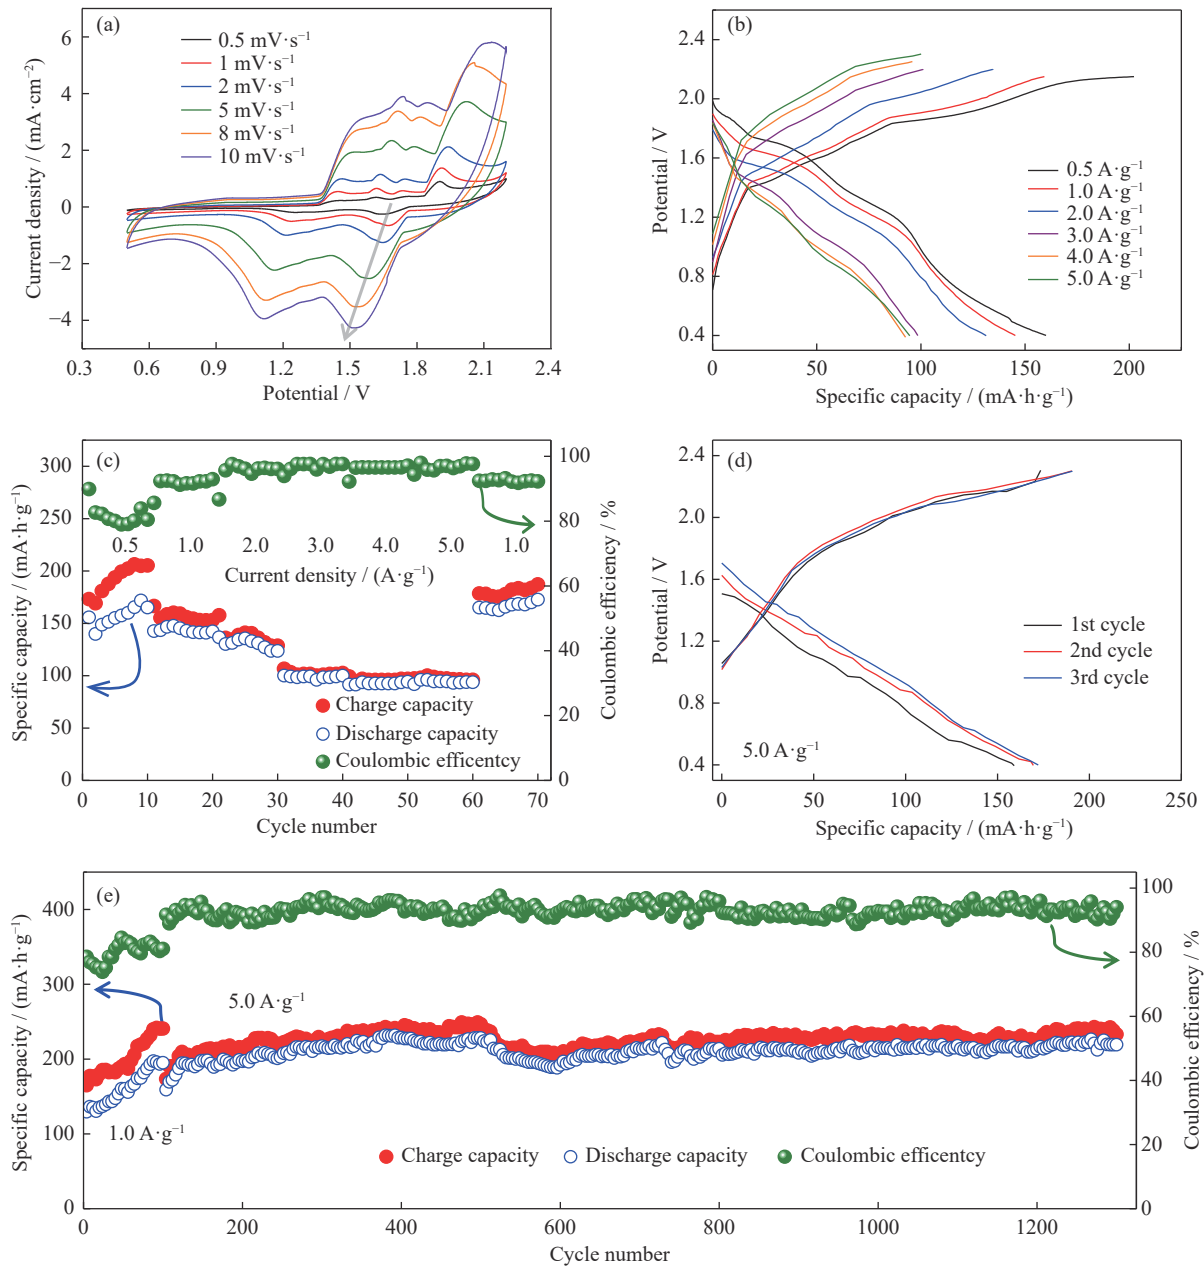 (a)
0.5 mV·s⁻¹
1 mV·s⁻¹
2 mV·s⁻¹
5 mV·s⁻¹
8 mV·s⁻¹
10 mV·s⁻¹
6
4
2
0
−2
−4
Current density / (mA·cm⁻²)
0.3 0.6 0.9 1.2 1.5 1.8 2.1 2.4
Potential / V
(b)
2.4
2.0
1.6
1.2
0.8
0.4
Potential / V
0.5 A·g⁻¹
1.0 A·g⁻¹
2.0 A·g⁻¹
3.0 A·g⁻¹
4.0 A·g⁻¹
5.0 A·g⁻¹
0 50 100 150 200
Specific capacity / (mA·h·g⁻¹)
(c)
300
250
200
150
100
50
0
Specific capacity / (mA·h·g⁻¹)
0.5 1.0 2.0 3.0 4.0 5.0 1.0
Current density / (A·g⁻¹)
Charge capacity
Discharge capacity
Coulombic efficentcy
100
80
60
40
20
0
Coulombic efficiency / %
0 10 20 30 40 50 60 70
Cycle number
(d)
2.4
2.0
1.6
1.2
0.8
0.4
Potential / V
1st cycle
2nd cycle
3rd cycle
5.0 A·g⁻¹
0 50 100 150 200 250
Specific capacity / (mA·h·g⁻¹)
(e)
400
300
200
100
0
Specific capacity / (mA·h·g⁻¹)
5.0 A·g⁻¹
1.0 A·g⁻¹
Charge capacity
Discharge capacity
Coulombic efficentcy
100
80
60
40
20
0
Coulombic efficiency / %
0 200 400 600 800 1000 1200
Cycle number